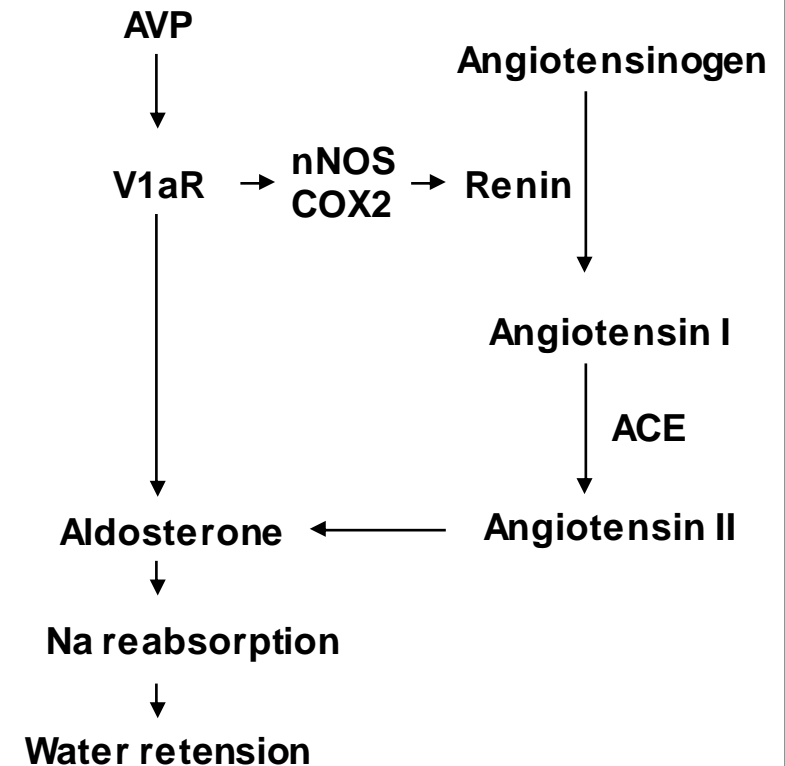 AVP
Angiotensinogen
V1aR
nNOS
COX2
Renin
Angiotensin I
ACE
Aldosterone
Angiotensin II
Na reabsorption
Water retension